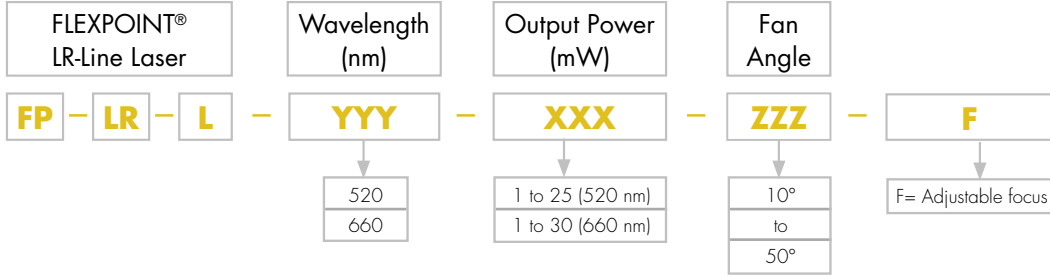 FLEXPOINT®
LR-Line Laser
Wavelength
(nm)
Output Power
(mW)
Fan
Angle
FP – LR – L – YYY – XXX – ZZZ – F
520
660
1 to 25 (520 nm)
1 to 30 (660 nm)
10°
to
50°
F= Adjustable focus